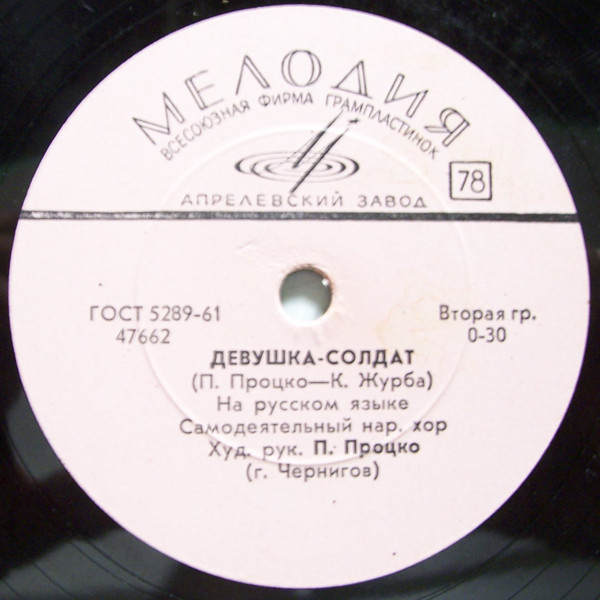 МЕЛОДИЯ
ВСЕСОЮЗНАЯ ФИРМА ГРАМПЛАСТИНОК
78
АПРЕЛЕВСКИЙ ЗАВОД
ГОСТ 5289-61
47662
Вторая гр.
0-30
ДЕВУШКА-СОЛДАТ
(П. Процко—К. Журба)
На русском языке
Самодеятельный нар. хор
Худ. рук. П. Процко
(г. Чернигов)